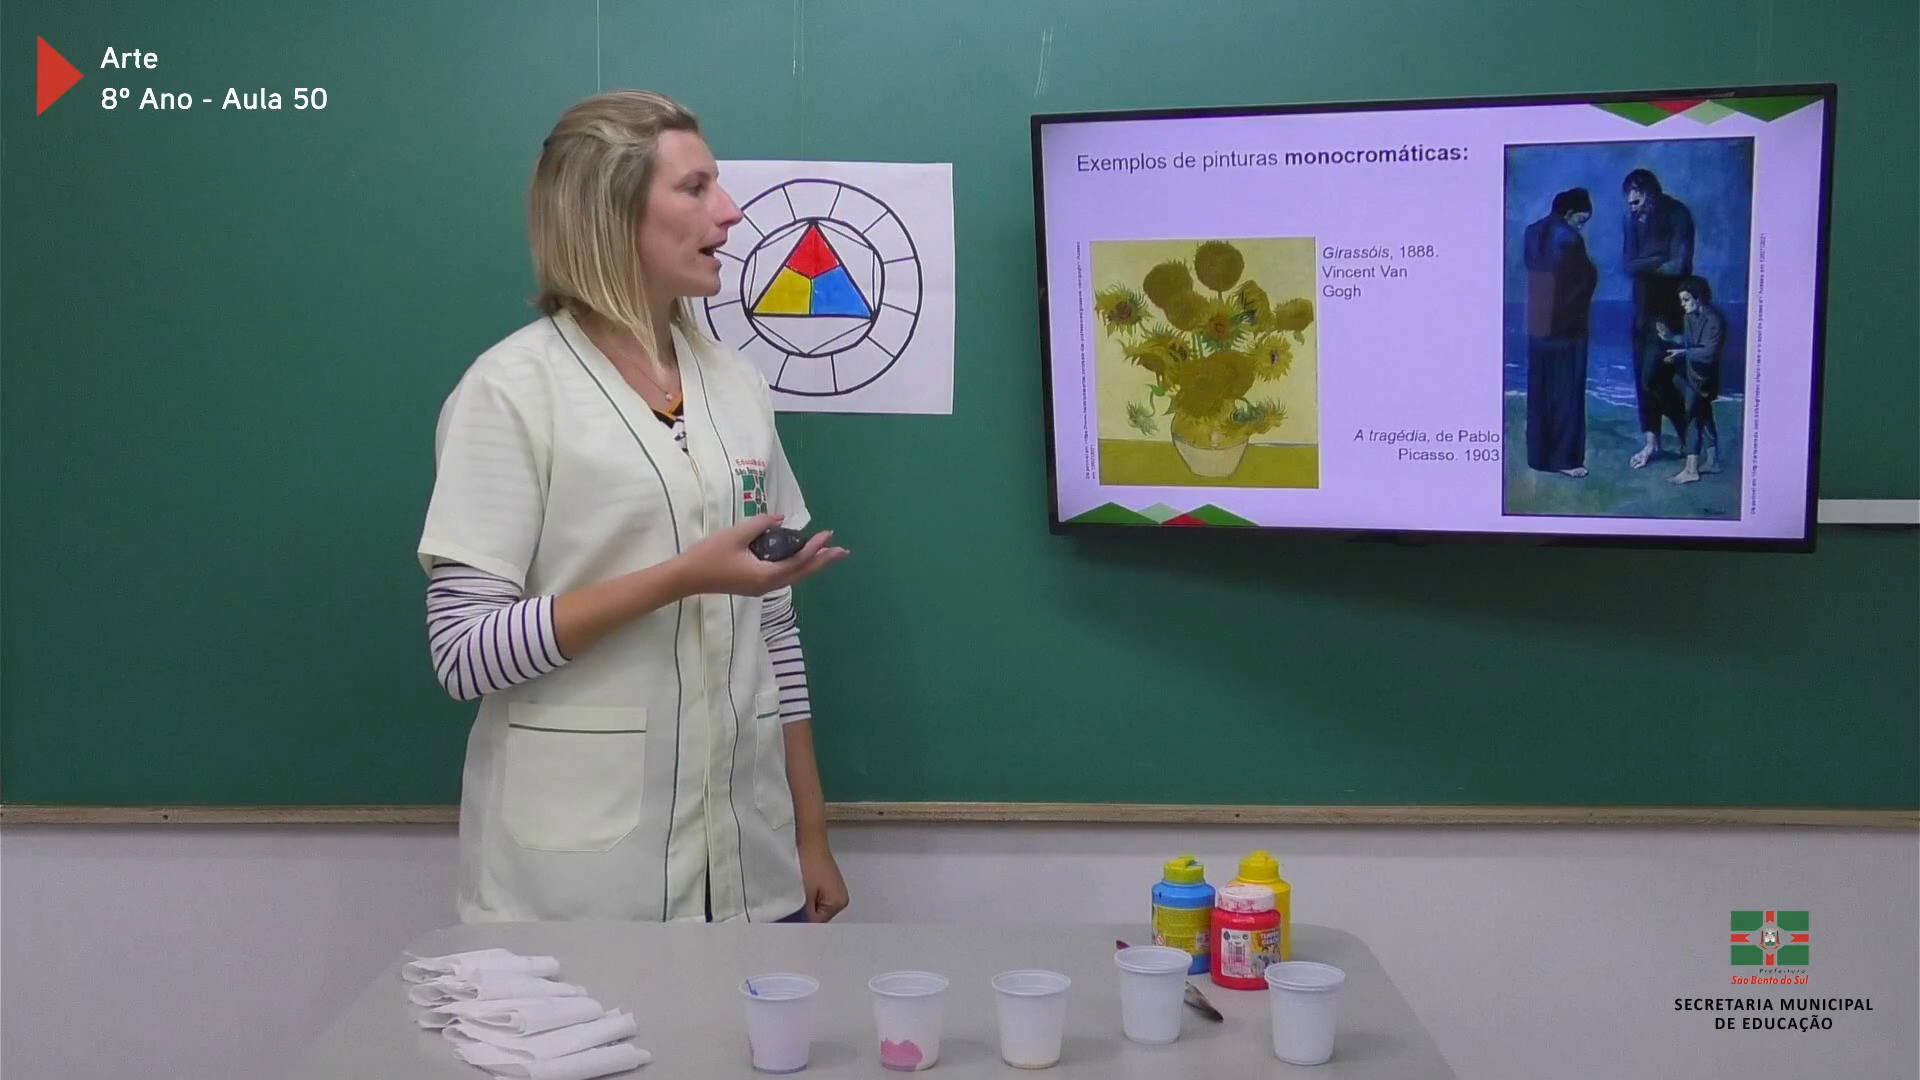 Arte
8º Ano - Aula 50
Exemplos de pinturas monocromáticas:
Girassóis, 1888.
Vincent Van
Gogh
A tragédia, de Pablo
Picasso. 1903
Prefeitura
São Bento do Sul
SECRETARIA MUNICIPAL
DE EDUCAÇÃO